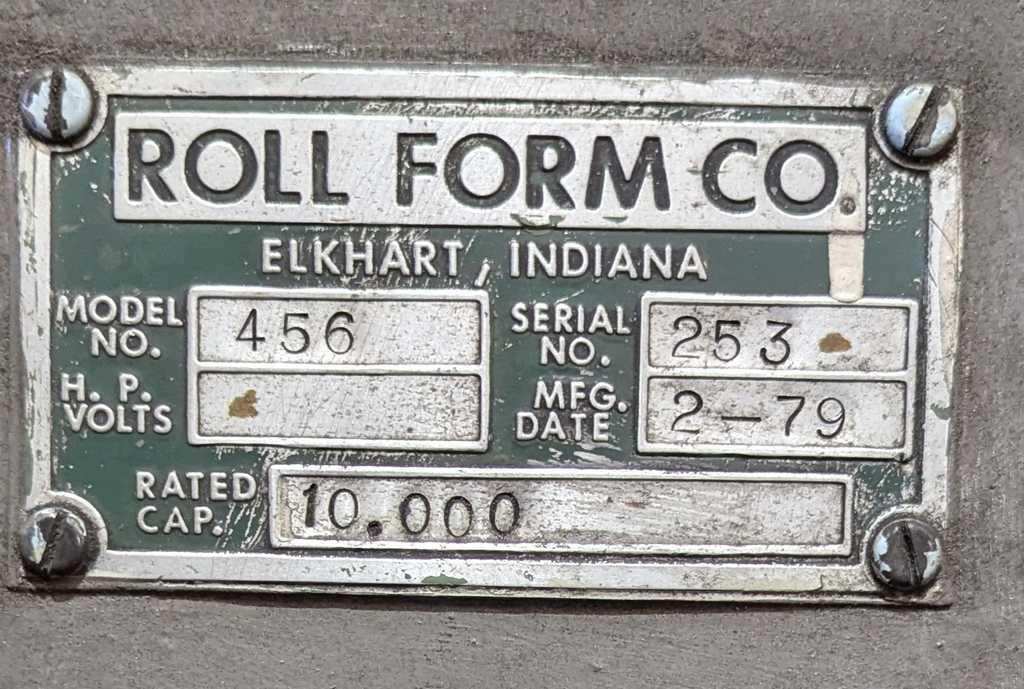 ROLL FORM CO.
ELKHART, INDIANA
MODEL NO. 456
SERIAL NO. 253
H. P. VOLTS
MFG. DATE 2-79
RATED CAP. 10.000